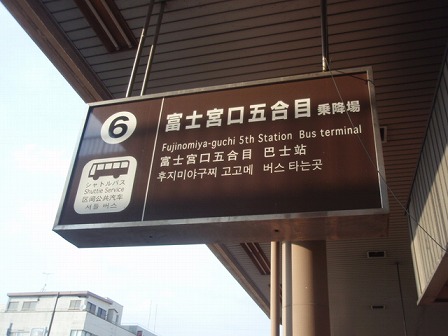 6
シャトルバス
Shuttle Service
区间公共汽车
셔틀 버스
富士宮口五合目 乗降場
Fujinomiya-guchi 5th Station Bus terminal
富士宮口五合目 巴士站
후지미야구찌 고고메 버스 타는곳